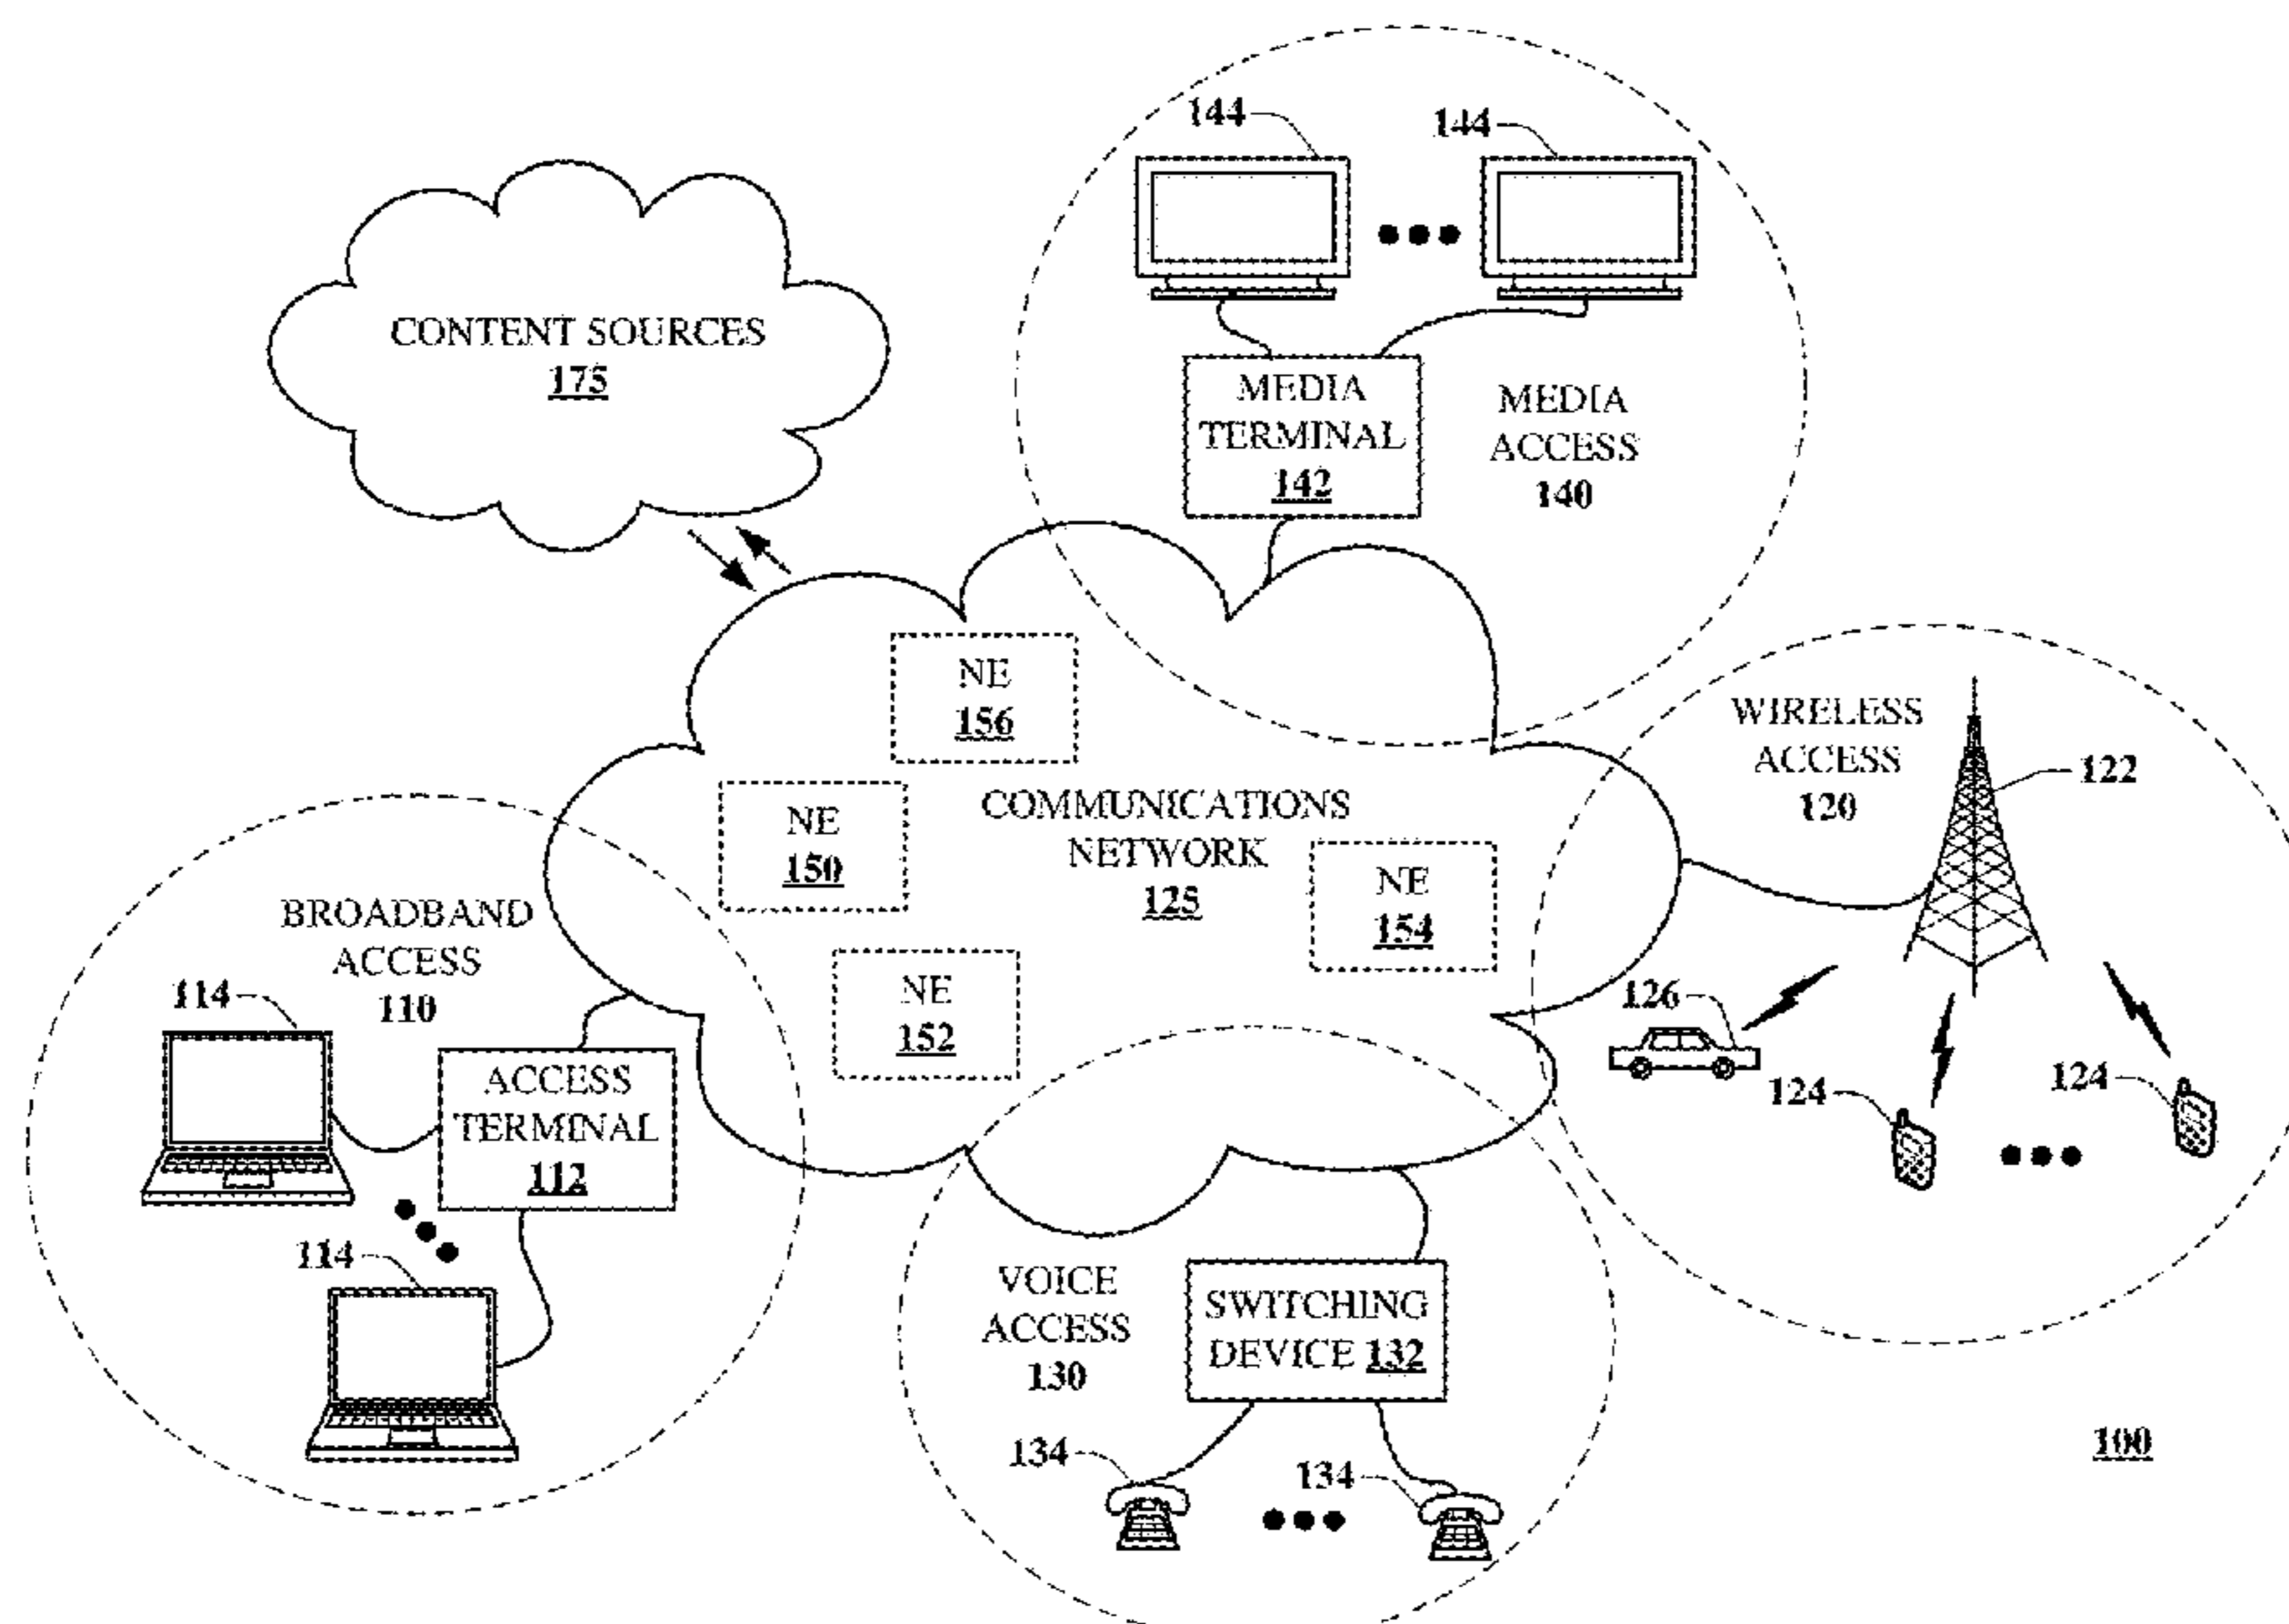 144
144
CONTENT SOURCES
175
MEDIA
TERMINAL
142
MEDIA
ACCESS
140
NE
156
WIRELESS
ACCESS
120
122
NE
150
COMMUNICATIONS
NETWORK
125
NE
154
BROADBAND
ACCESS
110
114
NE
152
126
124
124
ACCESS
TERMINAL
112
114
VOICE
ACCESS
130
SWITCHING
DEVICE 132
134
134
100